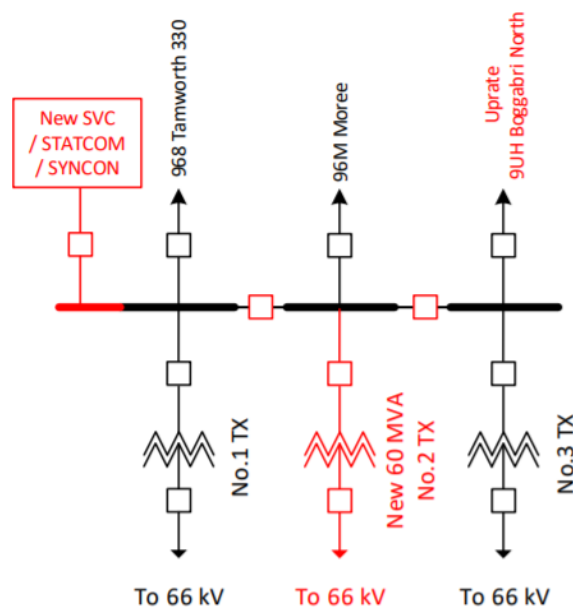 New SVC
/ STATCOM
/ SYNCON
968 Tamworth 330
96M Moree
Uprate
9UH Boggabri North
No.1 TX
New 60 MVA
No.2 TX
No.3 TX
To 66 kV
To 66 kV
To 66 kV